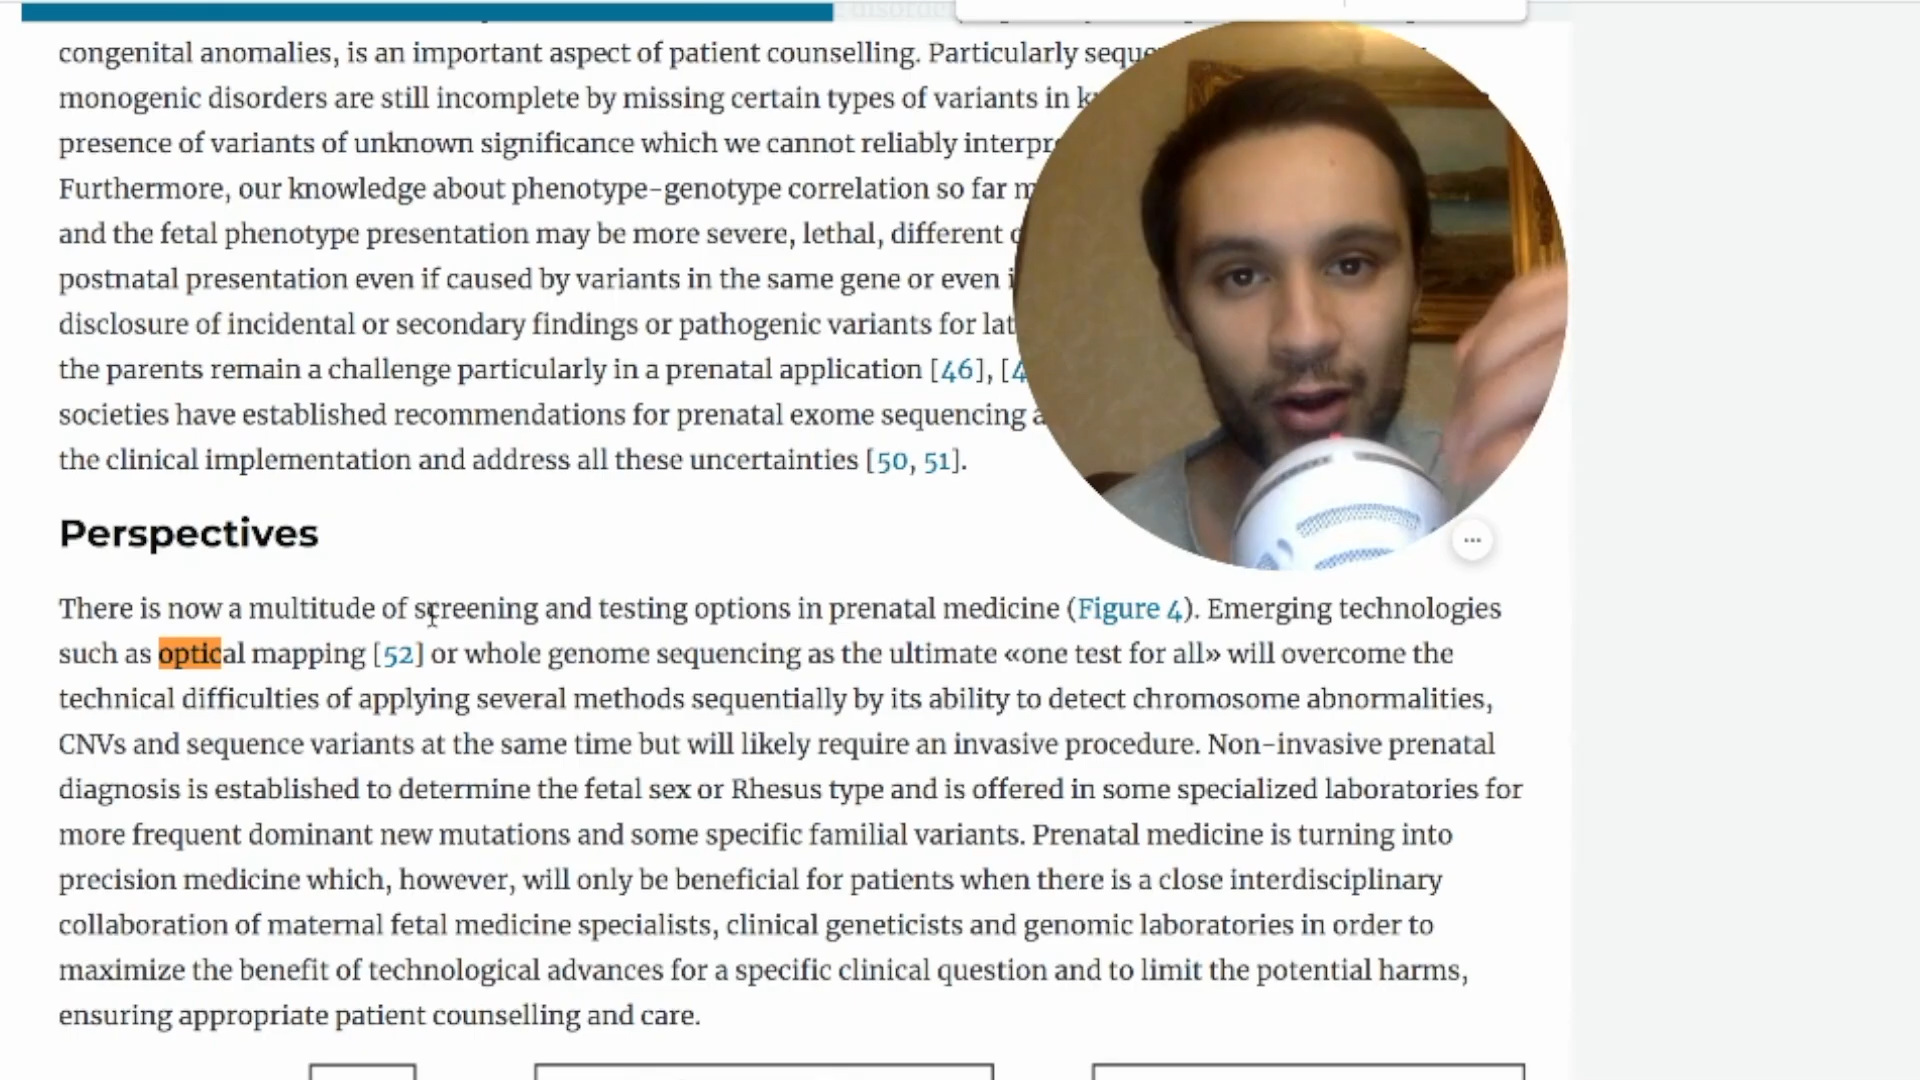 congenital anomalies, is an important aspect of patient counselling. Particularly
monogenic disorders are still incomplete by missing certain types of variants in
presence of variants of unknown significance which we cannot reliably
Furthermore, our knowledge about phenotype-genotype correlation so far
and the fetal phenotype presentation may be more severe, lethal, different
postnatal presentation even if caused by variants in the same gene or even
disclosure of incidental or secondary findings or pathogenic variants for
the parents remain a challenge particularly in a prenatal application [46],
societies have established recommendations for prenatal exome sequencing
the clinical implementation and address all these uncertainties [50, 51].
Perspectives
There is now a multitude of screening and testing options in prenatal medicine (Figure 4). Emerging technologies
such as optical mapping [52] or whole genome sequencing as the ultimate «one test for all» will overcome the
technical difficulties of applying several methods sequentially by its ability to detect chromosome abnormalities,
CNVs and sequence variants at the same time but will likely require an invasive procedure. Non-invasive prenatal
diagnosis is established to determine the fetal sex or Rhesus type and is offered in some specialized laboratories for
more frequent dominant new mutations and some specific familial variants. Prenatal medicine is turning into
precision medicine which, however, will only be beneficial for patients when there is a close interdisciplinary
collaboration of maternal fetal medicine specialists, clinical geneticists and genomic laboratories in order to
maximize the benefit of technological advances for a specific clinical question and to limit the potential harms,
ensuring appropriate patient counselling and care.